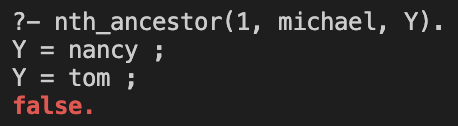 ?- nth_ancestor(1, michael, Y).
Y = nancy ;
Y = tom ;
false.